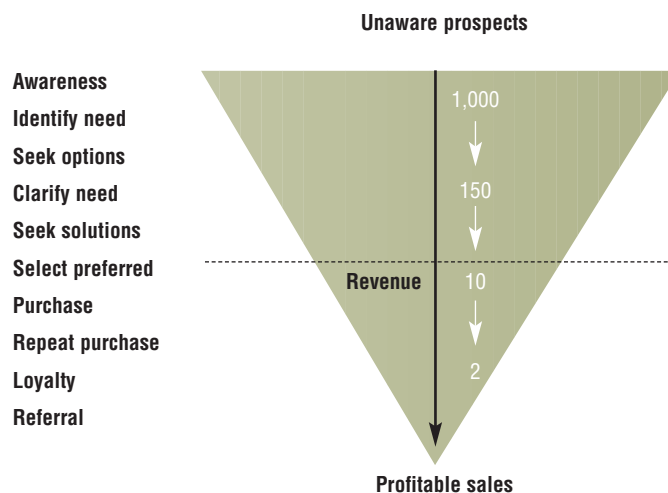 Unaware prospects
Awareness
1,000
Identify need
Seek options
Clarify need
150
Seek solutions
Select preferred
Revenue
10
Purchase
Repeat purchase
2
Loyalty
Referral
Profitable sales